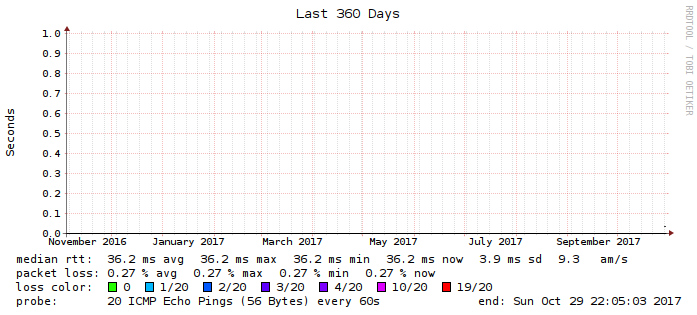 Last 360 Days
RRDTOOL / TOBI OETIKER
Seconds
1.0
0.9
0.8
0.7
0.6
0.5
0.4
0.3
0.2
0.1
0.0
November 2016 January 2017 March 2017 May 2017 July 2017 September 2017
median rtt: 36.2 ms avg 36.2 ms max 36.2 ms min 36.2 ms now 3.9 ms sd 9.3 am/s
packet loss: 0.27 % avg 0.27 % max 0.27 % min 0.27 % now
loss color: 0 1/20 2/20 3/20 4/20 10/20 19/20
probe: 20 ICMP Echo Pings (56 Bytes) every 60s end: Sun Oct 29 22:05:03 2017